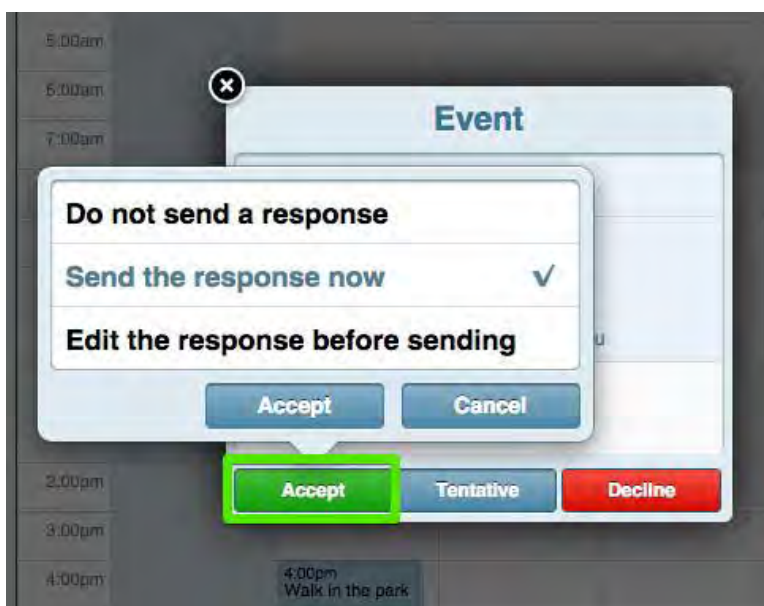 5:00am
6:00am
7:00am
Event
Do not send a response
Send the response now
Edit the response before sending
u
Accept
Cancel
2:00pm
Accept
Tentative
Decline
3:00pm
4:00pm
4:00pm
Walk in the park